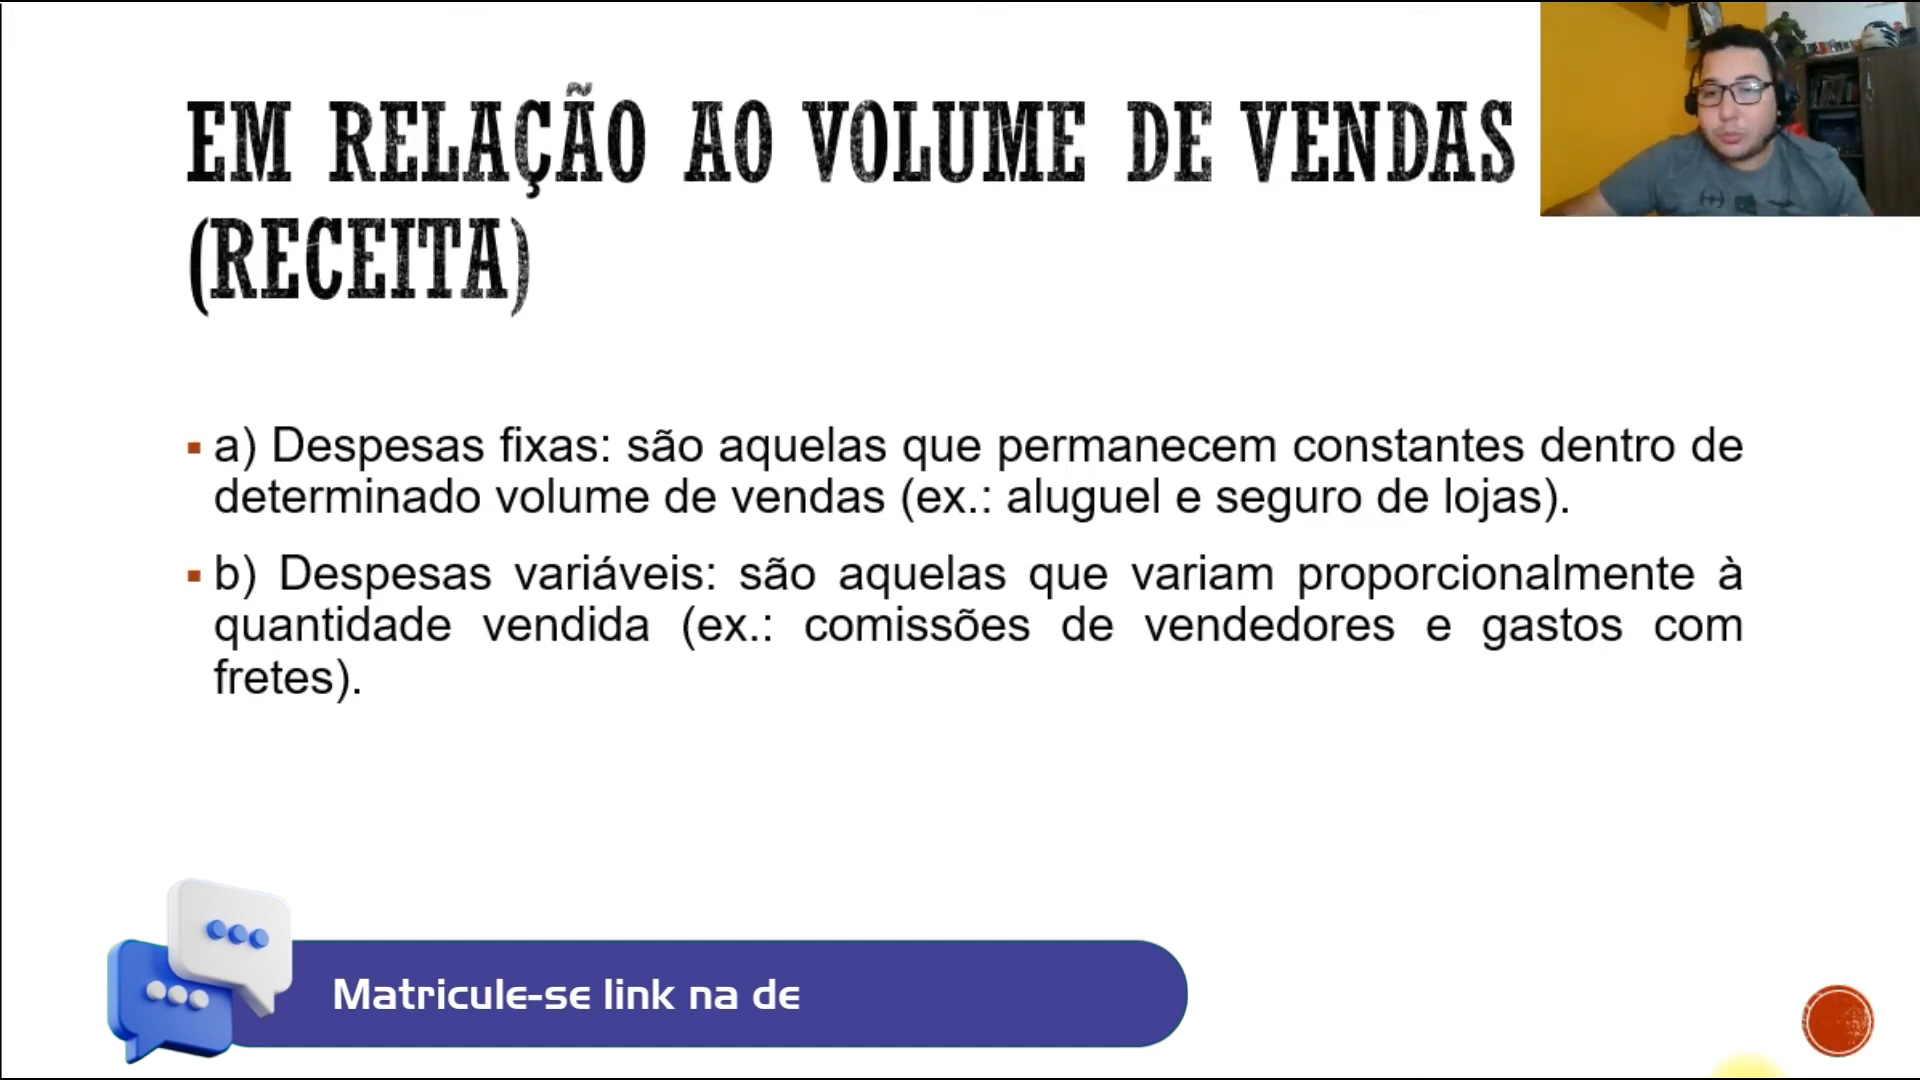 EM RELAÇÃO AO VOLUME DE VENDAS
(RECEITA)
▪ a) Despesas fixas: são aquelas que permanecem constantes dentro de
determinado volume de vendas (ex.: aluguel e seguro de lojas).
▪ b) Despesas variáveis: são aquelas que variam proporcionalmente à
quantidade vendida (ex.: comissões de vendedores e gastos com
fretes).
Matricule-se link na de